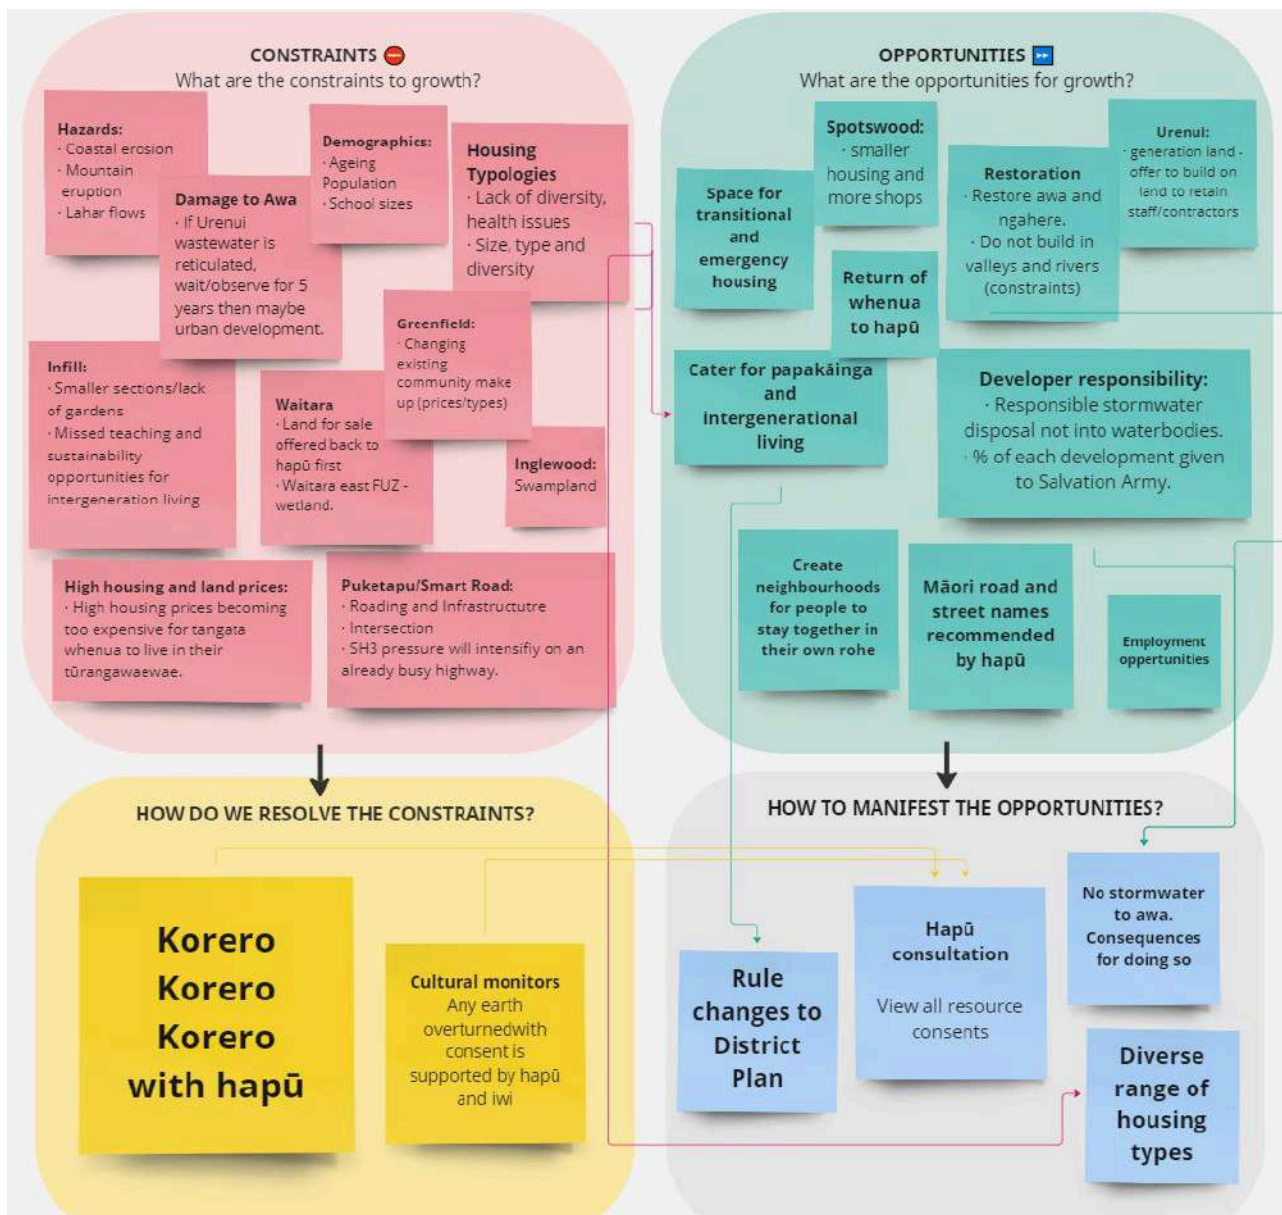 CONSTRAINTS
What are the constraints to growth?
Hazards:
· Coastal erosion
· Mountain
eruption
· Lahar flows
Damage to Awa
· If Urenui
wastewater is
reticulated,
wait/observe for 5
years then maybe
urban development.
Demographics:
· Ageing
Population
· School sizes
Housing
Typologies
· Lack of diversity,
health issues
· Size, type and
diversity
Infill:
· Smaller sections/lack
of gardens
· Missed teaching and
sustainability
opportunities for
intergeneration living
Waitara
· Land for sale
offered back to
hapū first
· Waitara east FUZ -
wetland.
Greenfield:
· Changing
existing
community make
up (prices/types)
Inglewood:
Swampland
High housing and land prices:
· High housing prices becoming
too expensive for tangata
whenua to live in their
tūrangawaewae.
Puketapu/Smart Road:
· Roading and Infrastructutre
· Intersection
· SH3 pressure will intensifiy on an
already busy highway.
OPPORTUNITIES
What are the opportunities for growth?
Space for
transitional
and
emergency
housing
Spotswood:
· smaller
housing and
more shops
Return of
whenua
to hapū
Restoration
· Restore awa and
ngahere.
· Do not build in
valleys and rivers
(constraints)
Urenui:
· generation land -
offer to build on
land to retain
staff/contractors
Cater for papakāinga
and
intergenerational
living
Developer responsibility:
· Responsible stormwater
disposal not into waterbodies.
· % of each development given
to Salvation Army.
Create
neighbourhoods
for people to
stay together in
their own rohe
Māori road and
street names
recommended
by hapū
Employment
oppertunities
HOW DO WE RESOLVE THE CONSTRAINTS?
Korero
Korero
Korero
with hapū
Cultural monitors
Any earth
overturnedwith
consent is
supported by hapū
and iwi
HOW TO MANIFEST THE OPPORTUNITIES?
Rule
changes to
District
Plan
Hapū
consultation
View all resource
consents
No stormwater
to awa.
Consequences
for doing so
Diverse
range of
housing
types